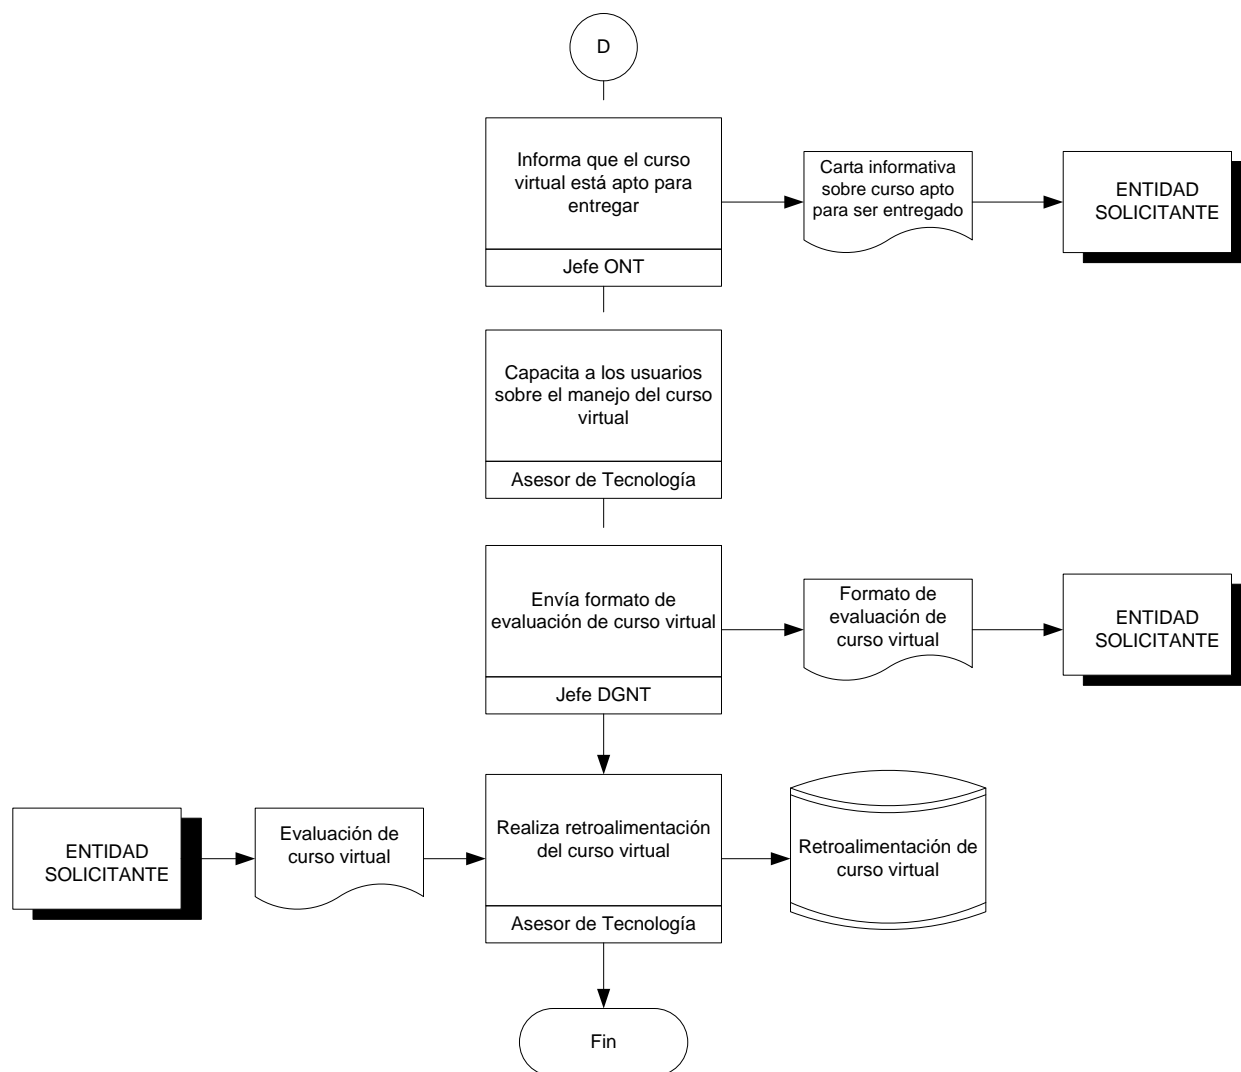 D
Informa que el curso
virtual está apto para
entregar
Jefe ONT
Carta informativa
sobre curso apto
para ser entregado
ENTIDAD
SOLICITANTE
Capacita a los usuarios
sobre el manejo del curso
virtual
Asesor de Tecnología
Envía formato de
evaluación de curso virtual
Jefe DGNT
Formato de
evaluación de
curso virtual
ENTIDAD
SOLICITANTE
ENTIDAD
SOLICITANTE
Evaluación de
curso virtual
Realiza retroalimentación
del curso virtual
Asesor de Tecnología
Retroalimentación de
curso virtual
Fin